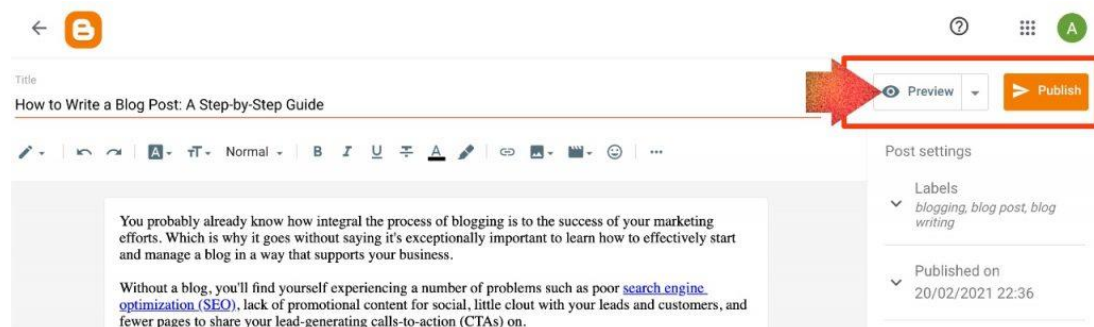 A
Title
How to Write a Blog Post: A Step-by-Step Guide
Preview
Publish
Normal
B I U A
Post settings
Labels
blogging, blog post, blog
writing
Published on
20/02/2021 22:36
You probably already know how integral the process of blogging is to the success of your marketing
efforts. Which is why it goes without saying it's exceptionally important to learn how to effectively start
and manage a blog in a way that supports your business.
Without a blog, you'll find yourself experiencing a number of problems such as poor search engine
optimization (SEO), lack of promotional content for social, little clout with your leads and customers, and
fewer pages to share your lead-generating calls-to-action (CTAs) on.